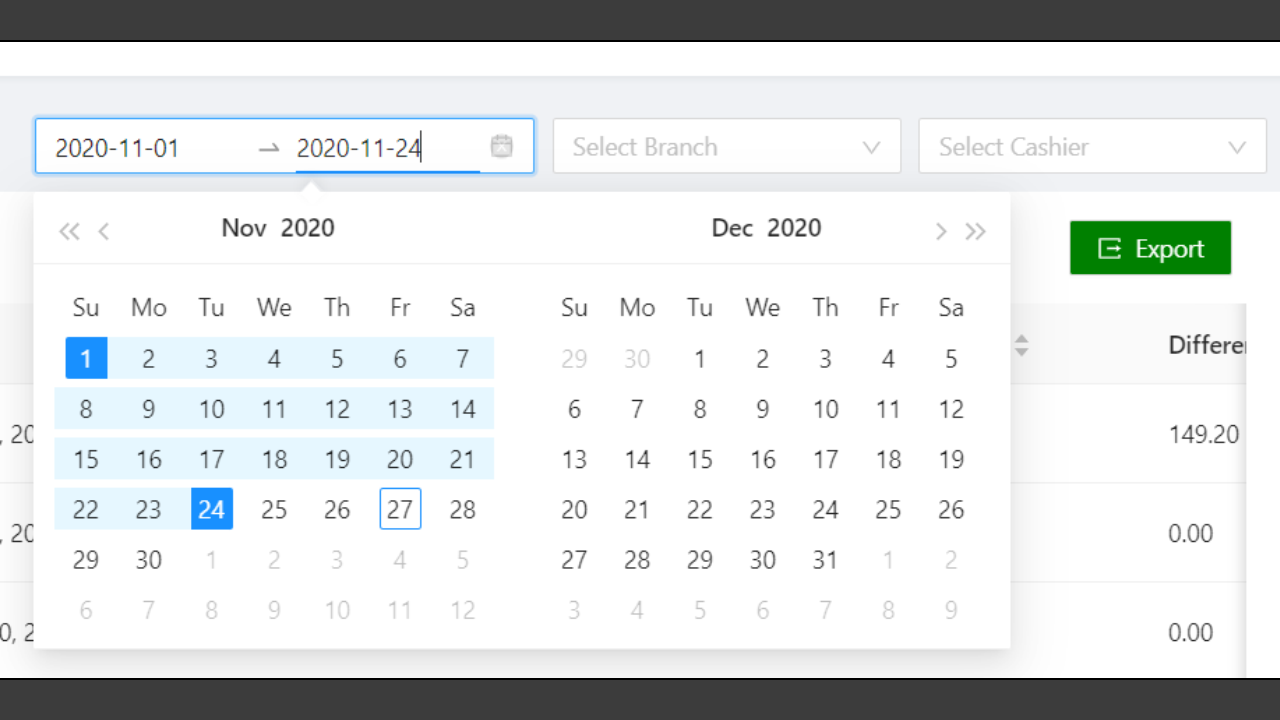 2020-11-01 → 2020-11-24 Select Branch Select Cashier
Nov 2020 Dec 2020
Export
Su Mo Tu We Th Fr Sa Su Mo Tu We Th Fr Sa
Differe
1 2 3 4 5 6 7 29 30 1 2 3 4 5
8 9 10 11 12 13 14 6 7 8 9 10 11 12
, 20 149.20
15 16 17 18 19 20 21 13 14 15 16 17 18 19
22 23 24 25 26 27 28 20 21 22 23 24 25 26
, 20 0.00
29 30 1 2 3 4 5 27 28 29 30 31 1 2
6 7 8 9 10 11 12 3 4 5 6 7 8 9
0, 2 0.00